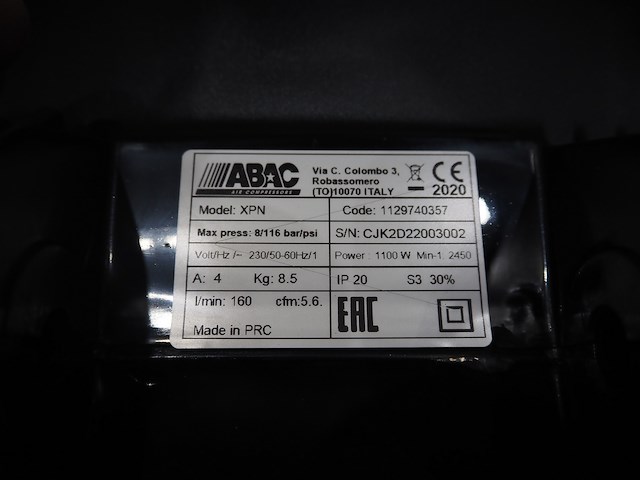 ABAC
AIR COMPRESSORS
Via C. Colombo 3,
Robassomero
(TO)10070 ITALY
CE
2020
Model: XPN
Code: 1129740357
Max press: 8/116 bar/psi
S/N: CJK2D22003002
Volt/Hz /~ 230/50-60Hz/1
Power : 1100 W Min-1. 2450
A: 4 Kg: 8.5
IP 20 S3 30%
l/min: 160 cfm:5.6.
EAC
Made in PRC